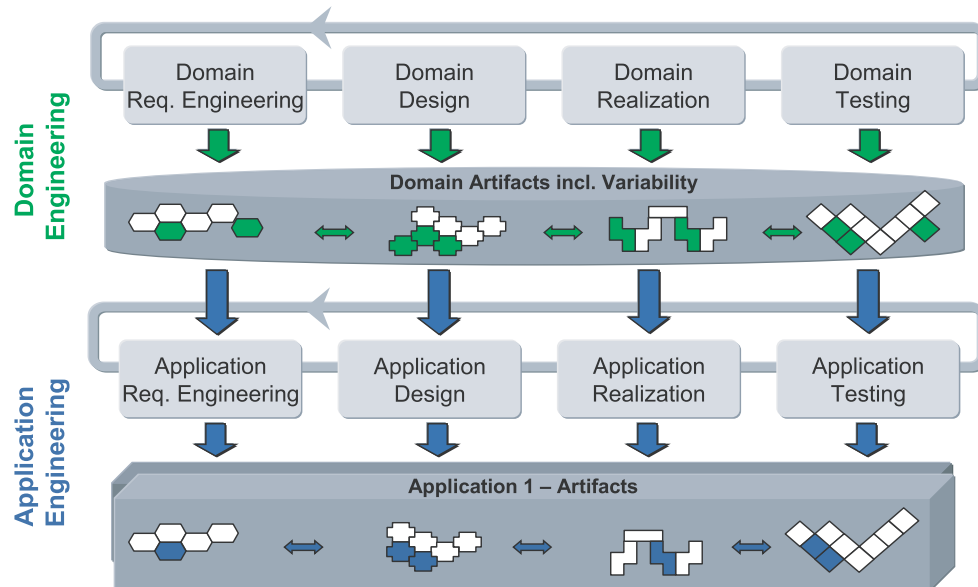 Domain
Engineering
Domain
Req. Engineering
Domain
Design
Domain
Realization
Domain
Testing
Domain Artifacts incl. Variability
Application
Engineering
Application
Req. Engineering
Application
Design
Application
Realization
Application
Testing
Application 1 – Artifacts